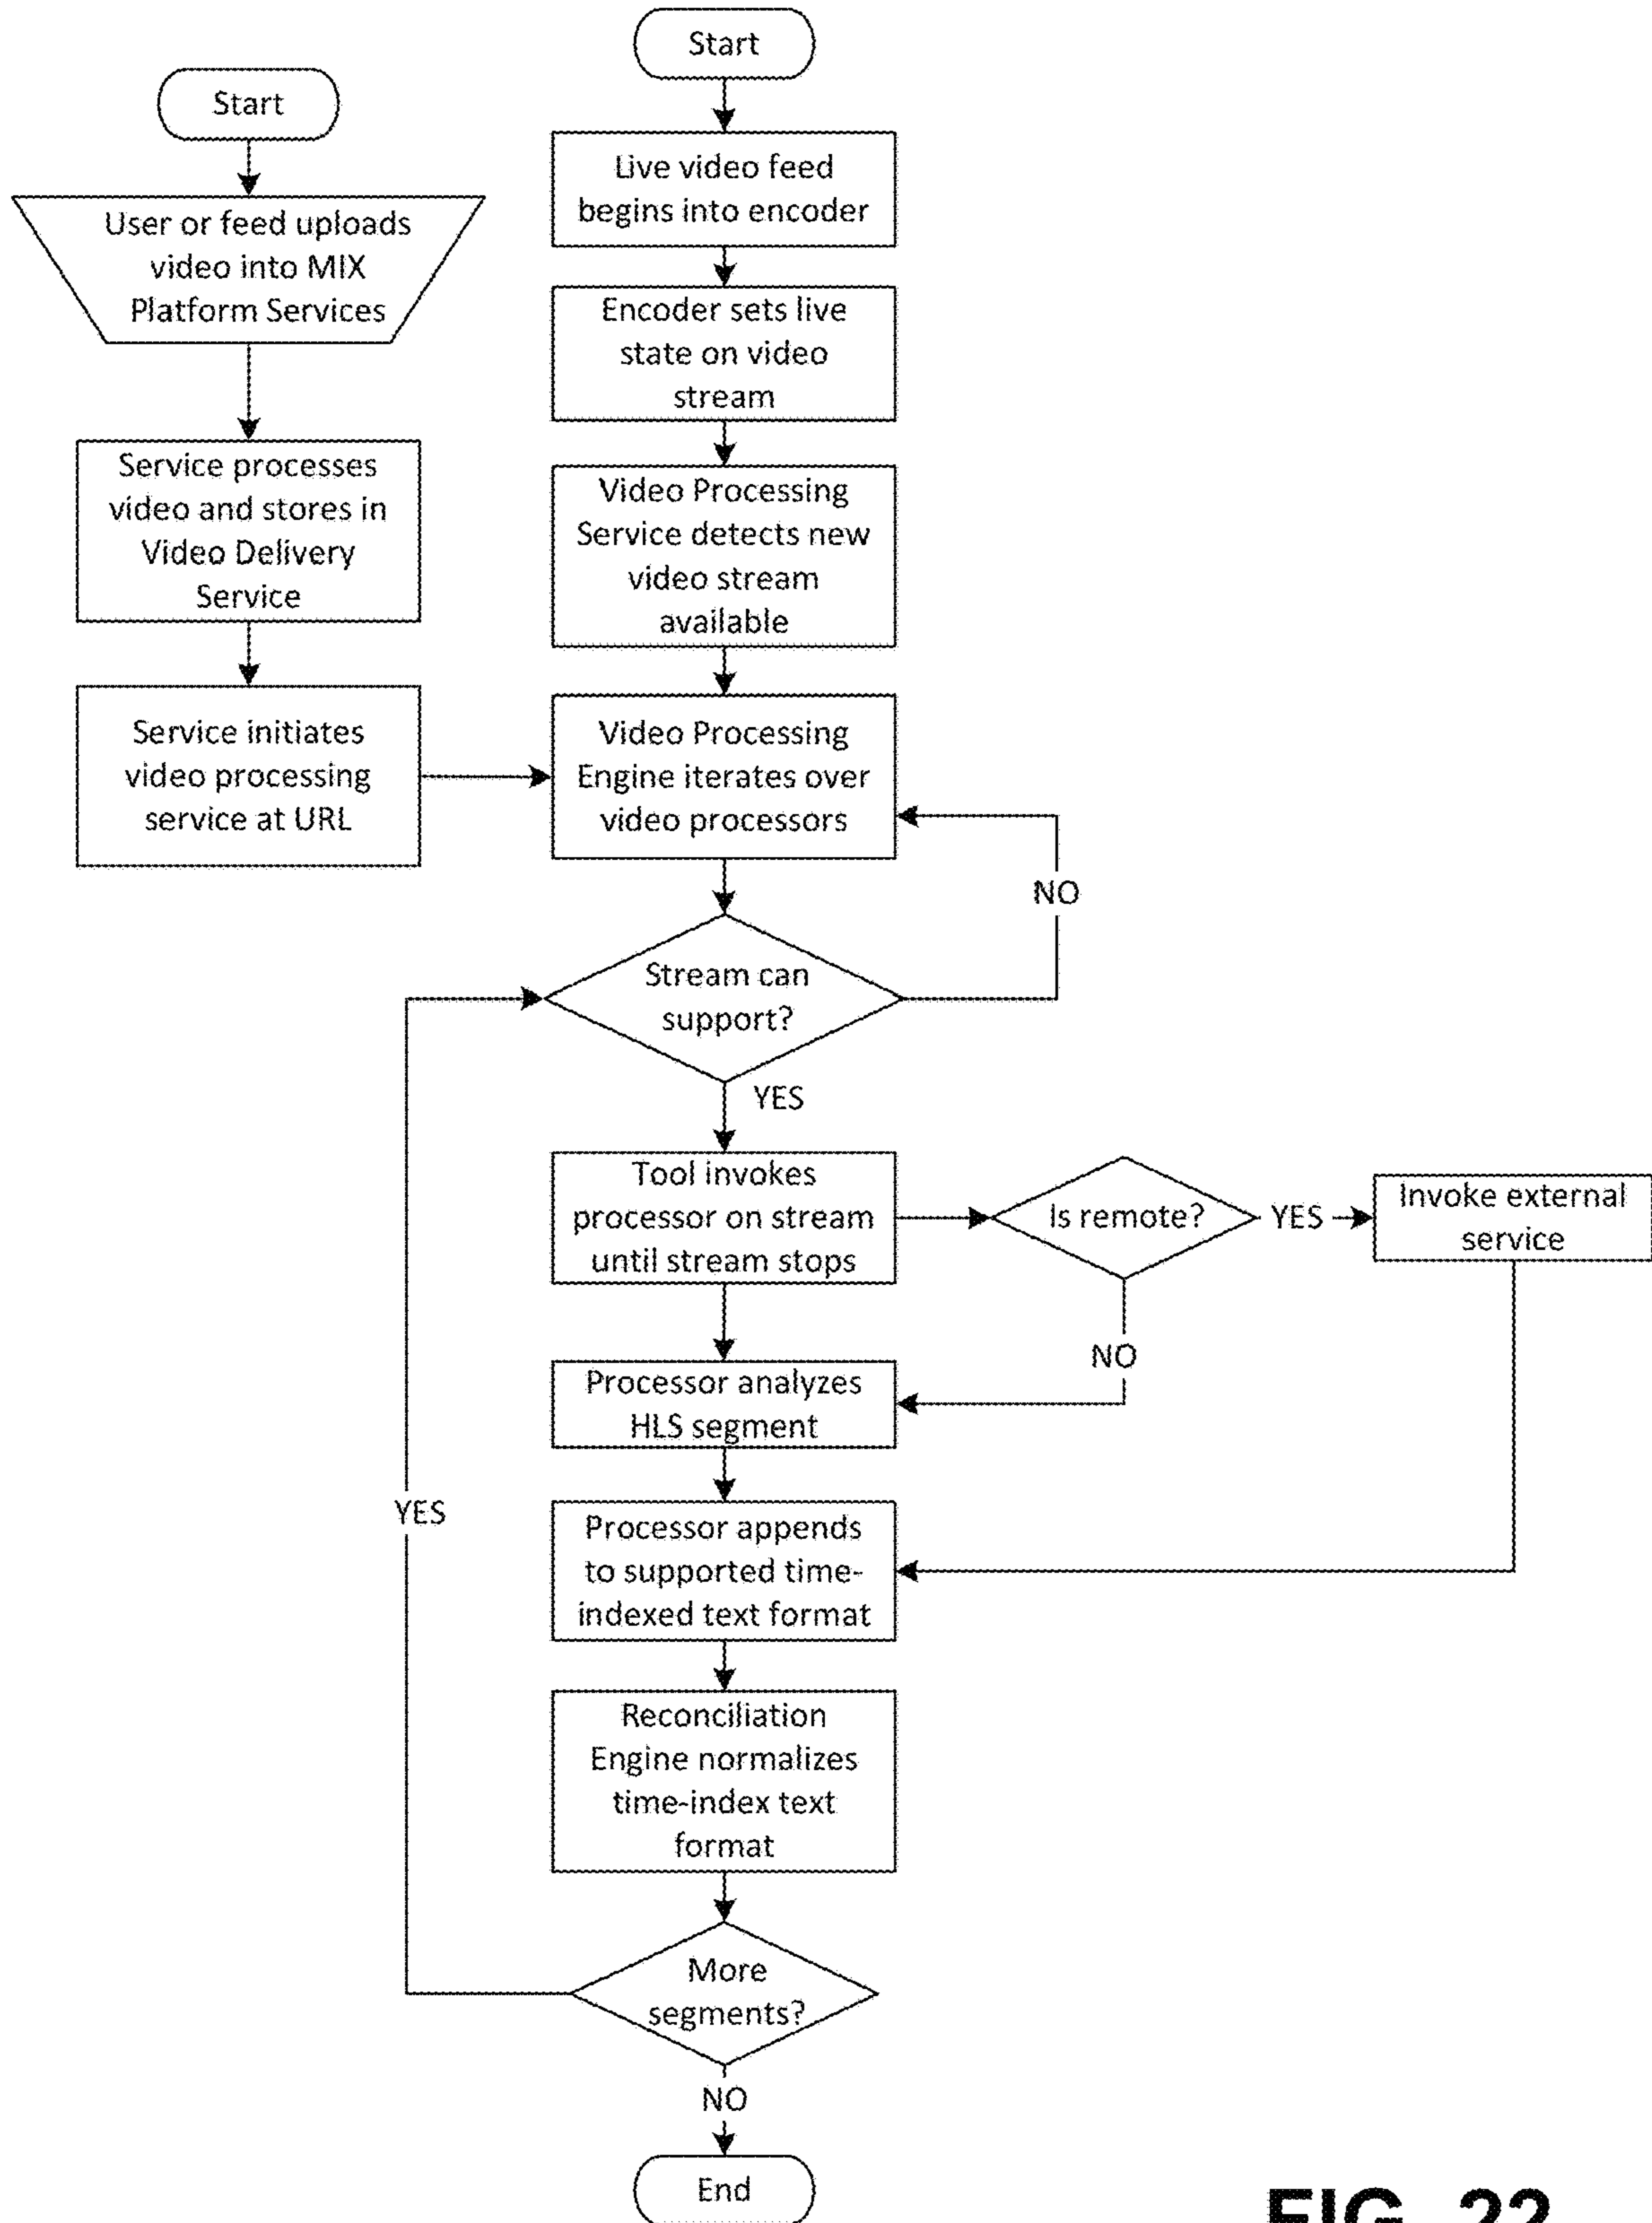 Start
User or feed uploads
video into MIX
Platform Services
Service processes
video and stores in
Video Delivery
Service
Service initiates
video processing
service at URL
Start
Live video feed
begins into encoder
Encoder sets live
state on video
stream
Video Processing
Service detects new
video stream
available
Video Processing
Engine iterates over
video processors
NO
Stream can
support?
YES
Tool invokes
processor on stream
until stream stops
Is remote?
YES
Invoke external
service
NO
Processor analyzes
HLS segment
Processor appends
to supported time-
indexed text format
Reconciliation
Engine normalizes
time-index text
format
YES
More
segments?
NO
End
FIG. 22